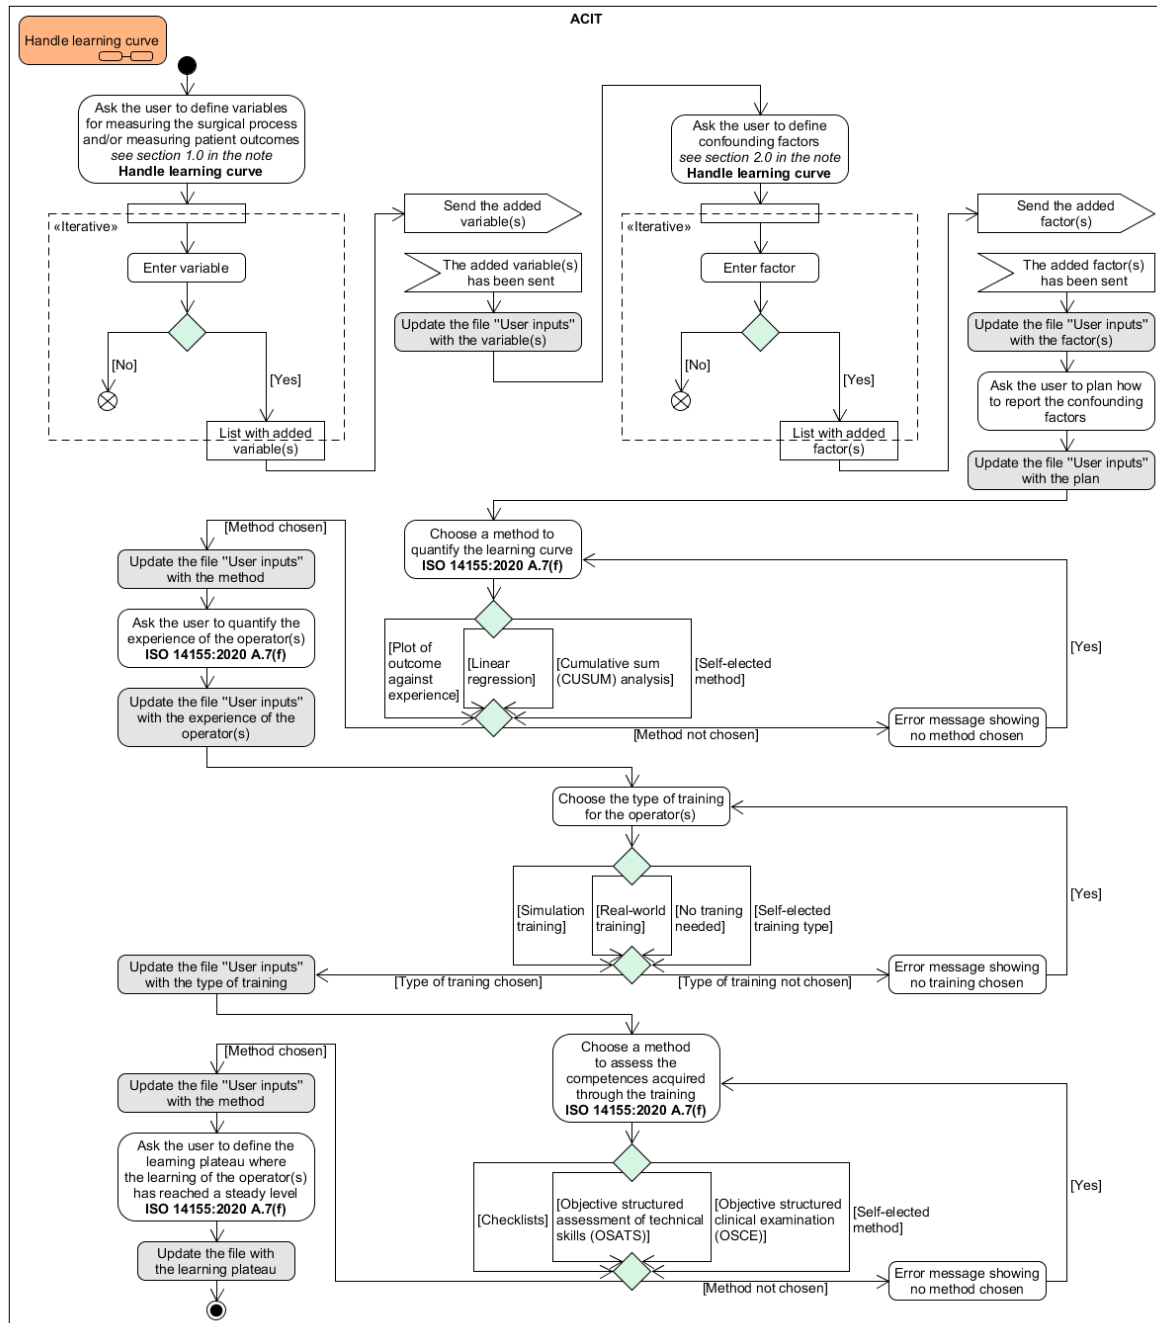 ACIT
Handle learning curve
Ask the user to define variables
for measuring the surgical process
and/or measuring patient outcomes
see section 1.0 in the note
Handle learning curve
«Iterative»
Enter variable
[No]
[Yes]
List with added
variable(s)
Send the added
variable(s)
The added variable(s)
has been sent
Update the file "User inputs"
with the variable(s)
Ask the user to define
confounding factors
see section 2.0 in the note
Handle learning curve
«Iterative»
Enter factor
[No]
[Yes]
List with added
factor(s)
Send the added
factor(s)
The added factor(s)
has been sent
Update the file "User inputs"
with the factor(s)
Ask the user to plan how
to report the confounding
factors
Update the file "User inputs"
with the plan
Choose a method to
quantify the learning curve
ISO 14155:2020 A.7(f)
[Plot of
outcome
against
experience]
[Linear
regression]
[Cumulative sum
(CUSUM) analysis]
[Self-elected
method]
[Method not chosen]
Error message showing
no method chosen
[Yes]
[Method chosen]
Update the file "User inputs"
with the method
Ask the user to quantify the
experience of the operator(s)
ISO 14155:2020 A.7(f)
Update the file "User inputs"
with the experience of the
operator(s)
Choose the type of training
for the operator(s)
[Simulation
training]
[Real-world
training]
[No traning
needed]
[Self-elected
training type]
[Type of training not chosen]
Error message showing
no training chosen
[Yes]
[Type of traning chosen]
Update the file "User inputs"
with the type of training
Choose a method
to assess the
competences acquired
through the training
ISO 14155:2020 A.7(f)
[Checklists]
[Objective structured
assessment of technical
skills (OSATS)]
[Objective structured
clinical examination
(OSCE)]
[Self-elected
method]
[Method not chosen]
Error message showing
no method chosen
[Yes]
[Method chosen]
Update the file "User inputs"
with the method
Ask the user to define the
learning plateau where
the learning of the operator(s)
has reached a steady level
ISO 14155:2020 A.7(f)
Update the file with
the learning plateau